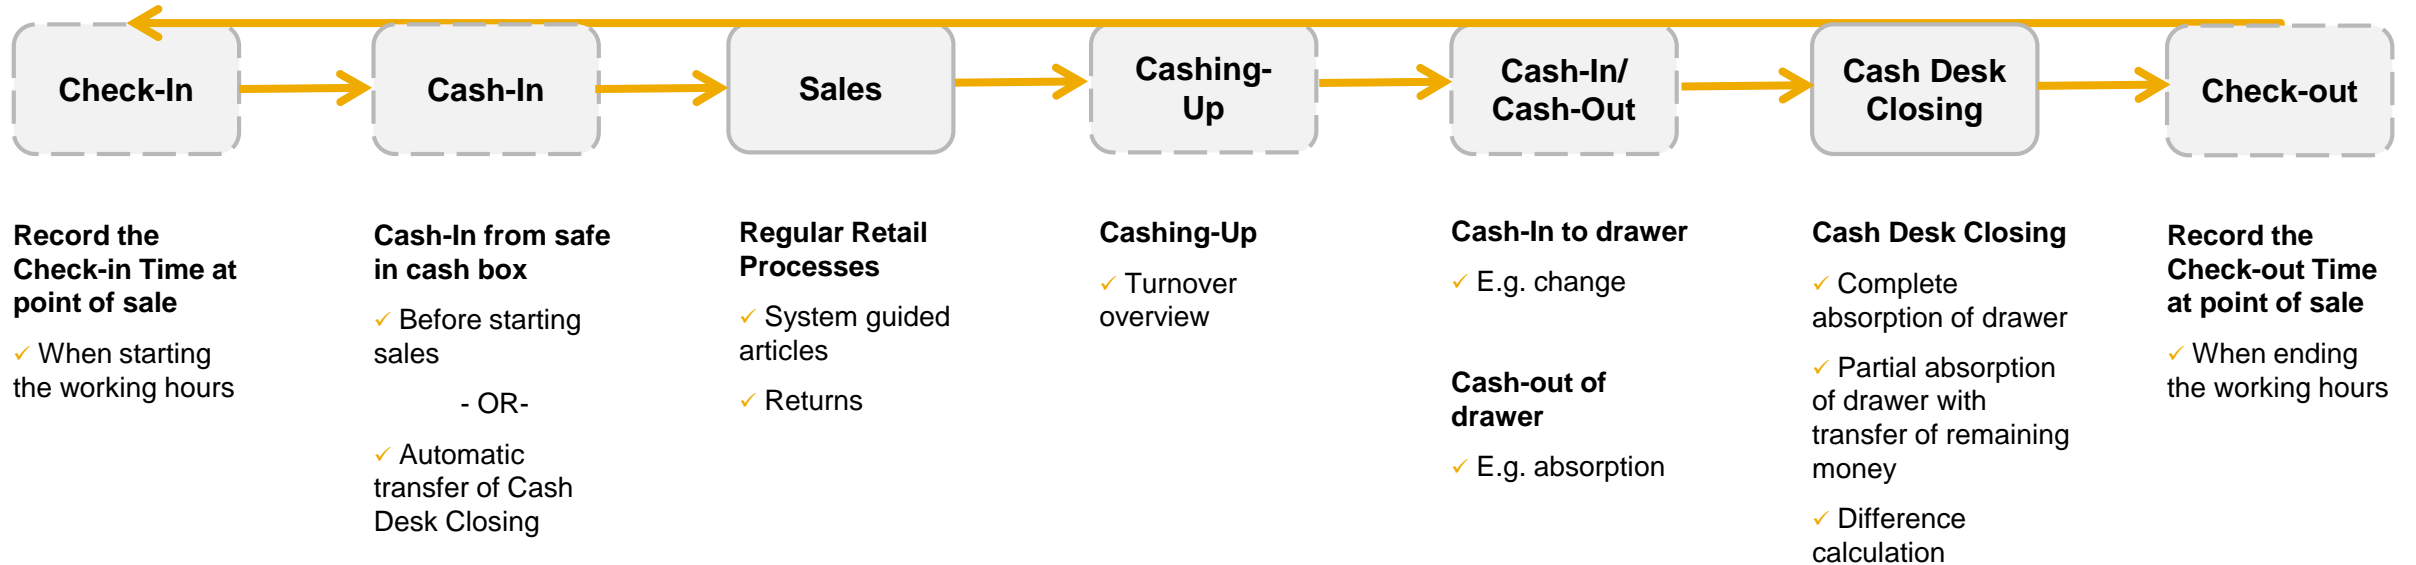 Check-In
Cash-In
Sales
Cashing-
Up
Cash-In/
Cash-Out
Cash Desk
Closing
Check-out
Record the
Check-in Time at
point of sale
✓ When starting
the working hours
Cash-In from safe
in cash box
✓ Before starting
sales
- OR-
✓ Automatic
transfer of Cash
Desk Closing
Regular Retail
Processes
✓ System guided
articles
✓ Returns
Cashing-Up
✓ Turnover
overview
Cash-In to drawer
✓ E.g. change
Cash-out of
drawer
✓ E.g. absorption
Cash Desk Closing
✓ Complete
absorption of drawer
✓ Partial absorption
of drawer with
transfer of remaining
money
✓ Difference
calculation
Record the
Check-out Time
at point of sale
✓ When ending
the working hours